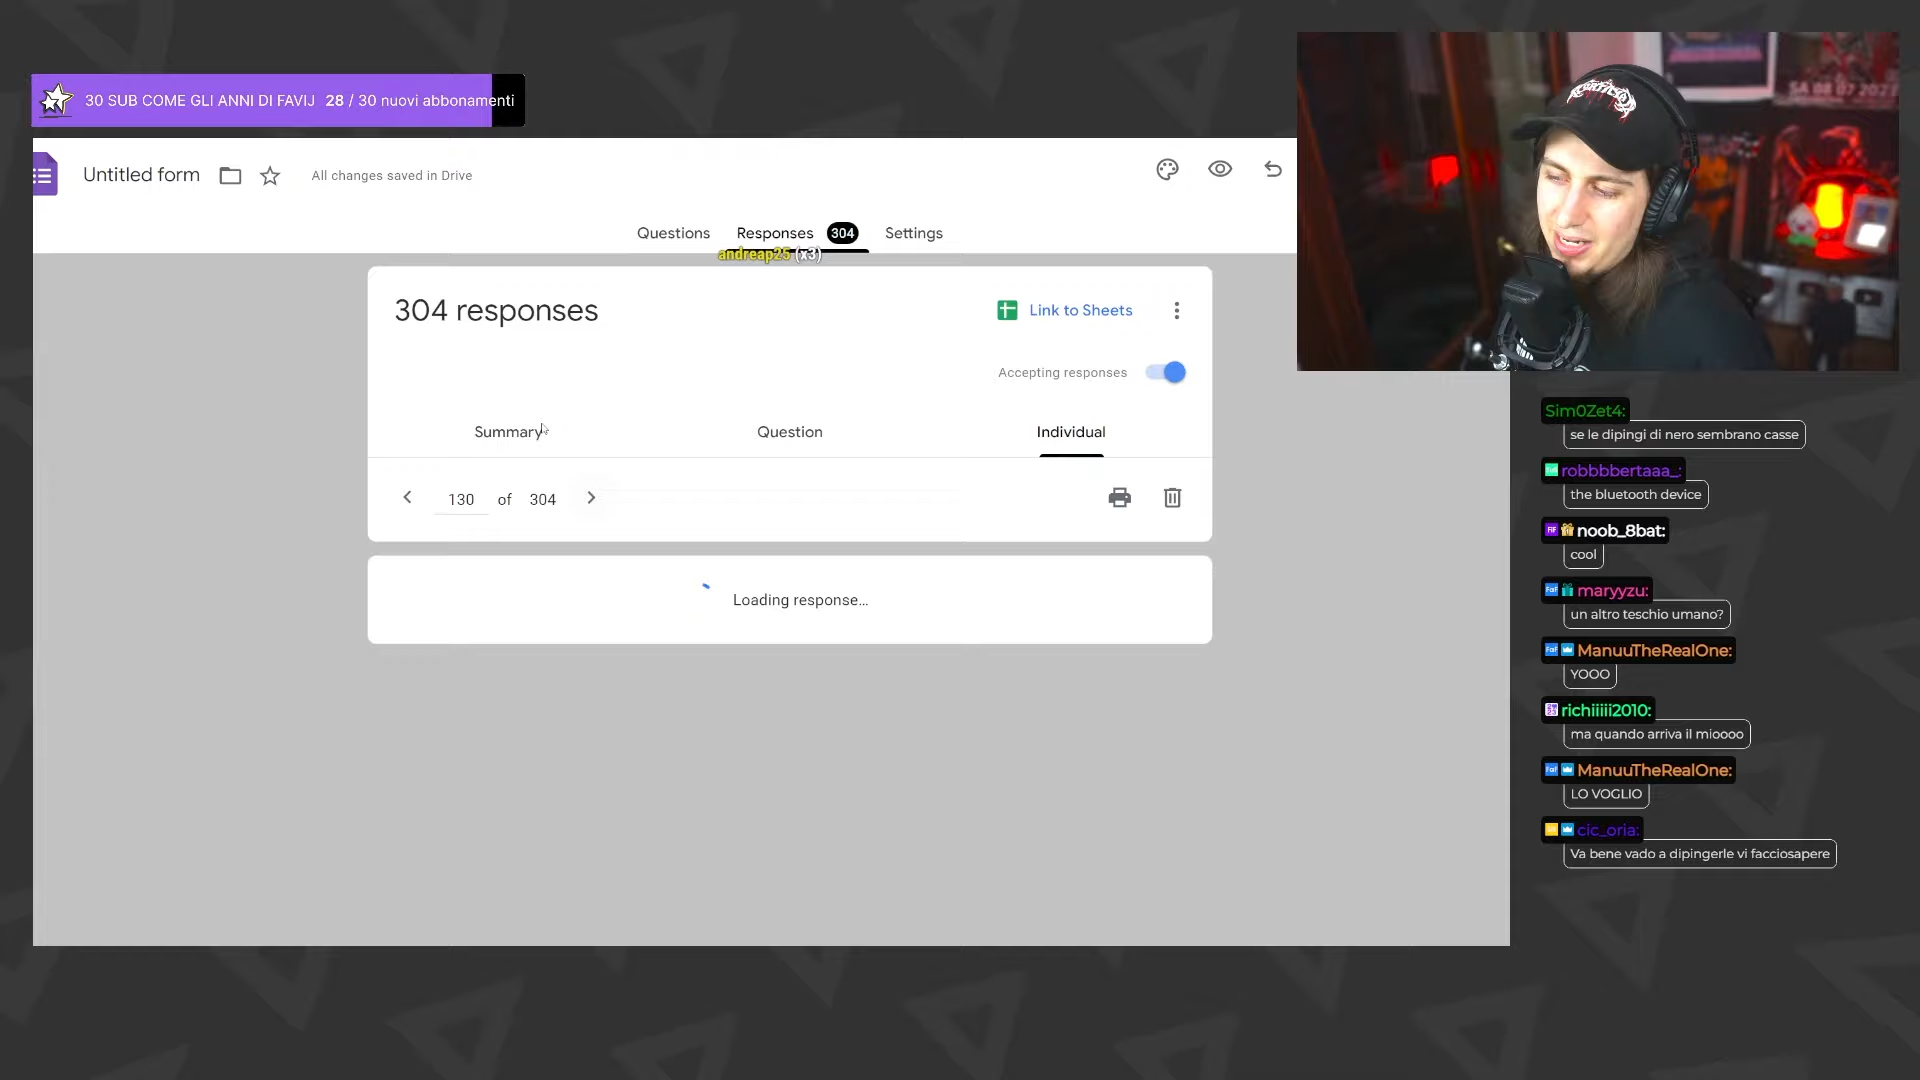 30 SUB COME GLI ANNI DI FAVIJ 28 / 30 nuovi abbonamenti
Untitled form
All changes saved in Drive
Questions
Responses 304
Settings
andreap25 (x3)
304 responses
Link to Sheets
Accepting responses
Summary
Question
Individual
130 of 304
Loading response...
Sim0Zet4:
se le dipingi di nero sembrano casse
robbbbertaaa_:
the bluetooth device
noob_8bat:
cool
maryyzu:
un altro teschio umano?
ManuuTheRealOne:
YOOO
richiiiii2010:
ma quando arriva il mioooo
ManuuTheRealOne:
LO VOGLIO
cic_oria:
Va bene vado a dipingerle vi facciosapere